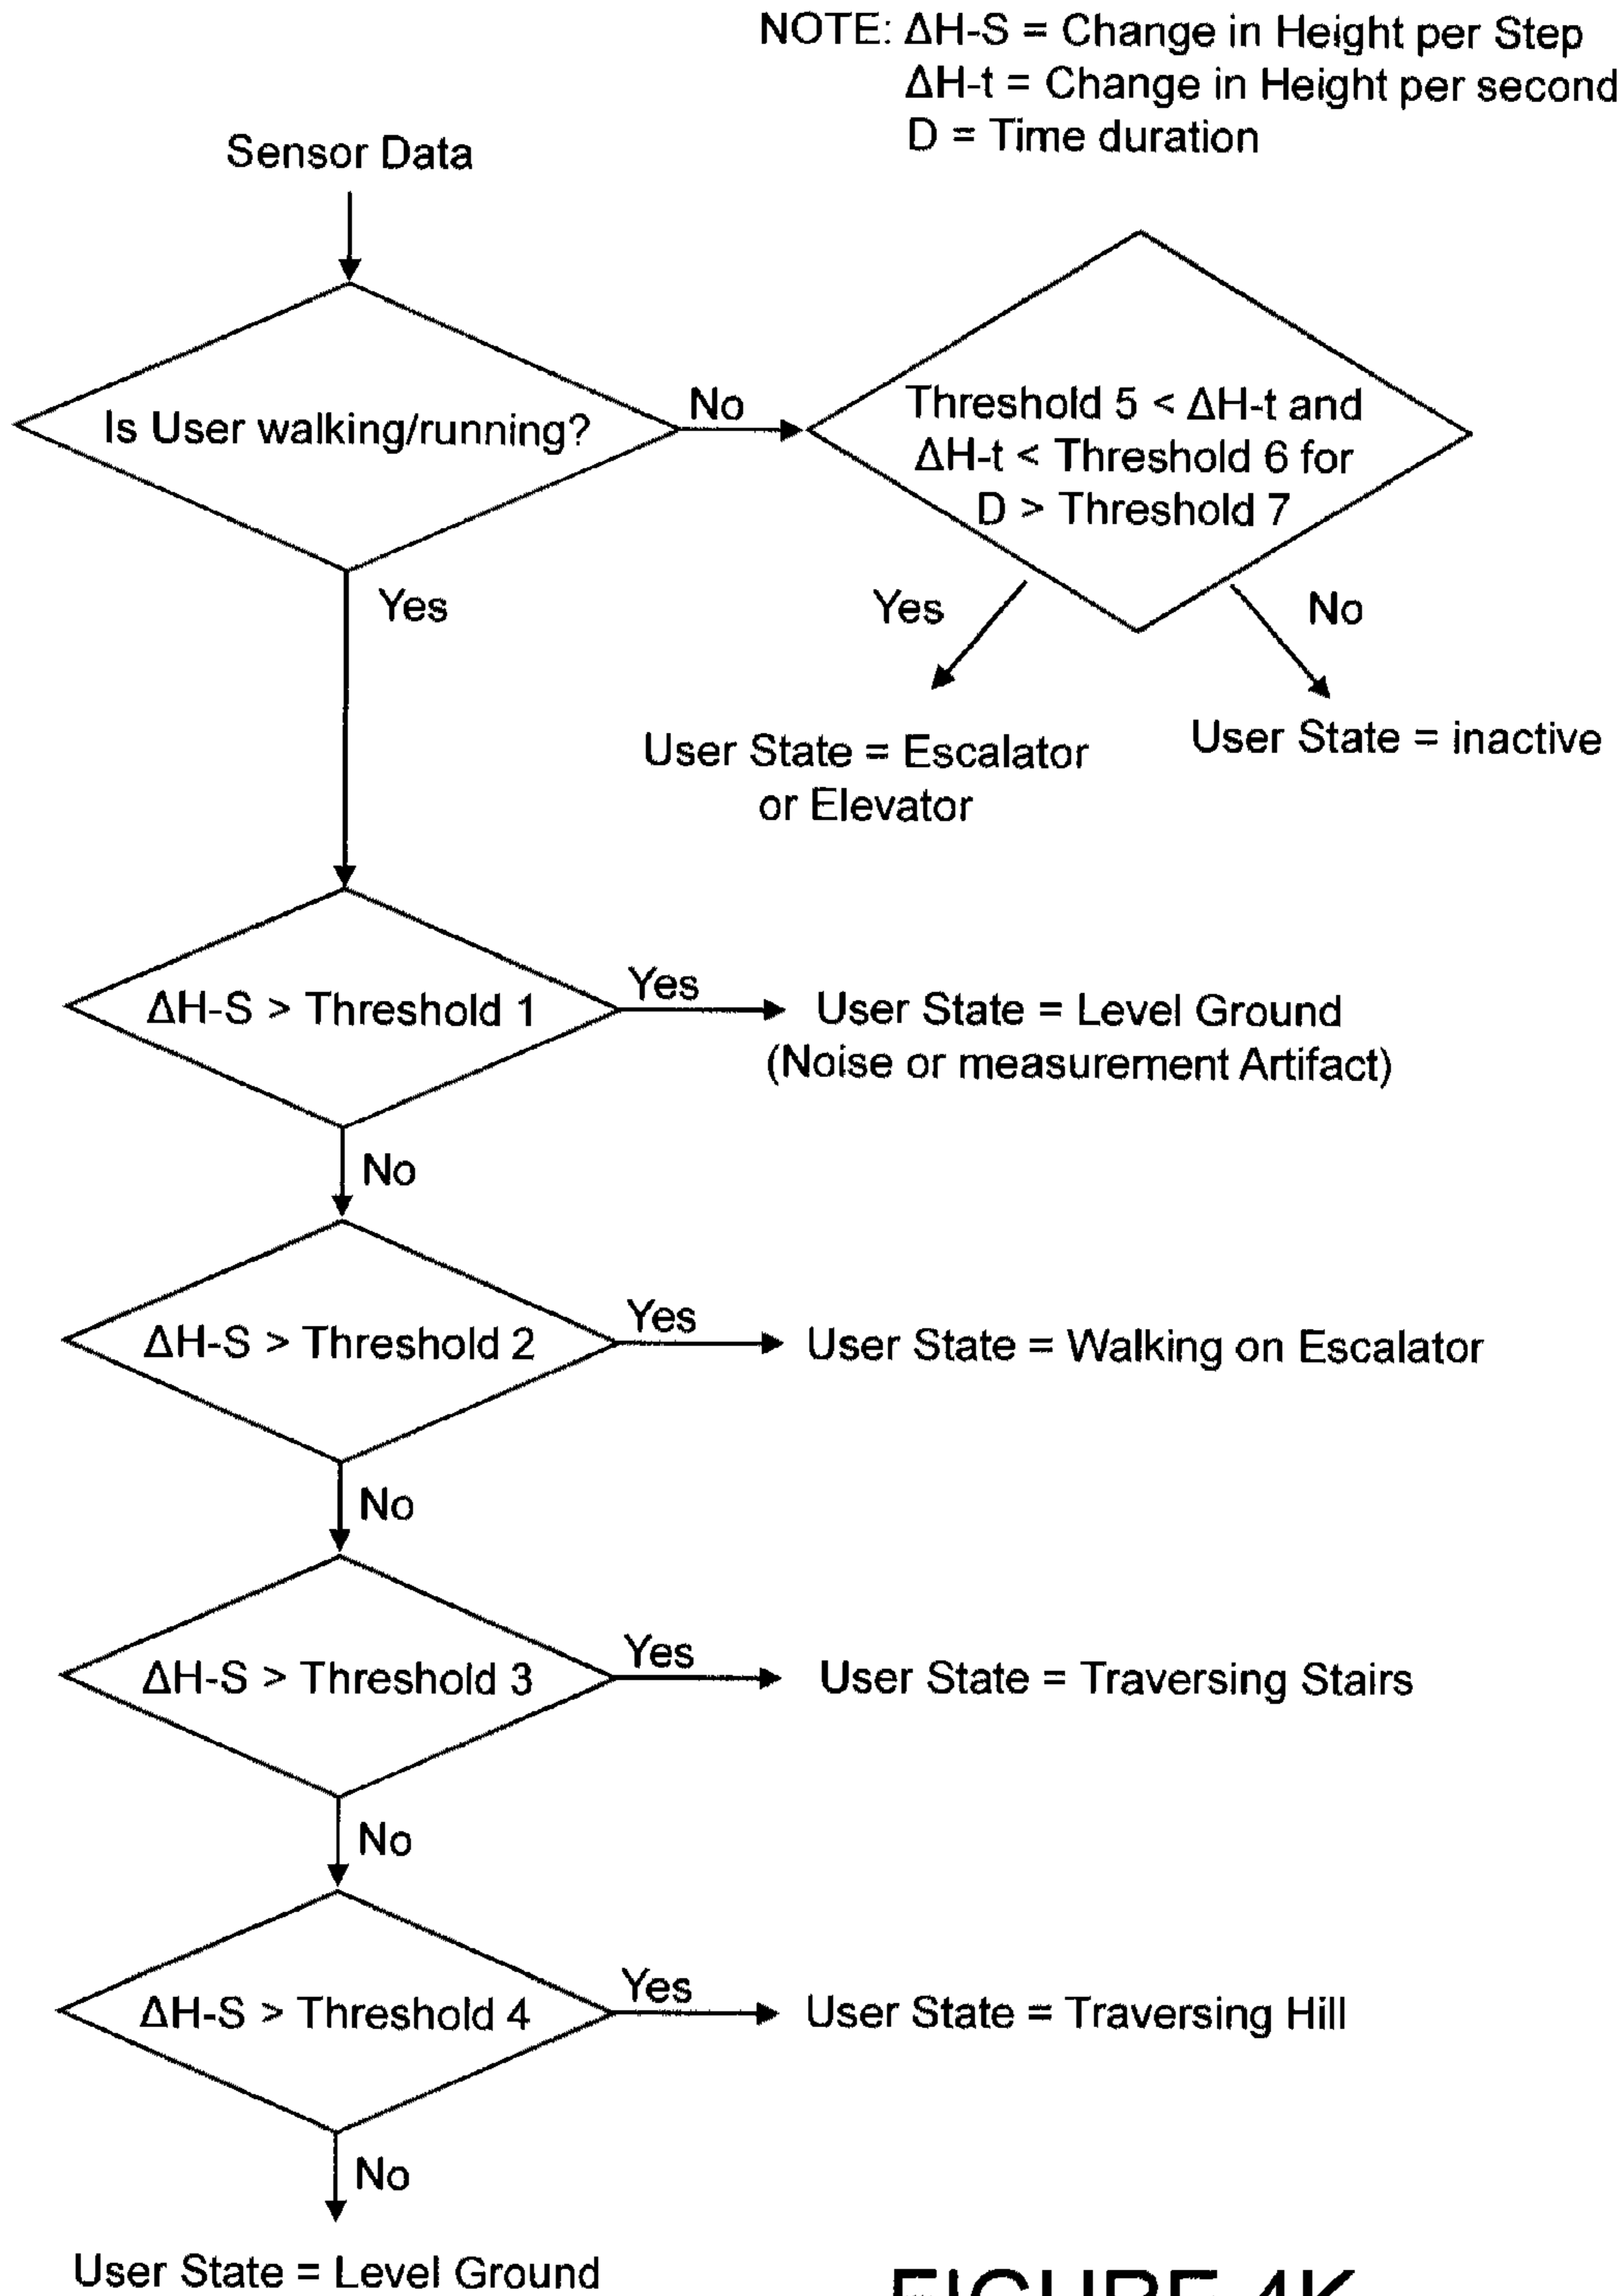 NOTE: ΔH-S = Change in Height per Step
ΔH-t = Change in Height per second
D = Time duration
Sensor Data
Is User walking/running?
No
Threshold 5 < ΔH-t and
ΔH-t < Threshold 6 for
D > Threshold 7
Yes
Yes
No
User State = Escalator
or Elevator
User State = inactive
ΔH-S > Threshold 1
Yes
User State = Level Ground
(Noise or measurement Artifact)
No
ΔH-S > Threshold 2
Yes
User State = Walking on Escalator
No
ΔH-S > Threshold 3
Yes
User State = Traversing Stairs
No
ΔH-S > Threshold 4
Yes
User State = Traversing Hill
No
User State = Level Ground
FIGURE 4K